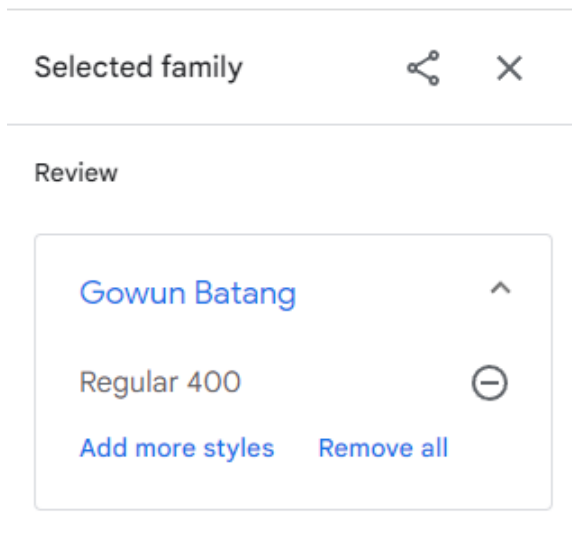 Selected family
Review
Gowun Batang
Regular 400
Add more styles Remove all